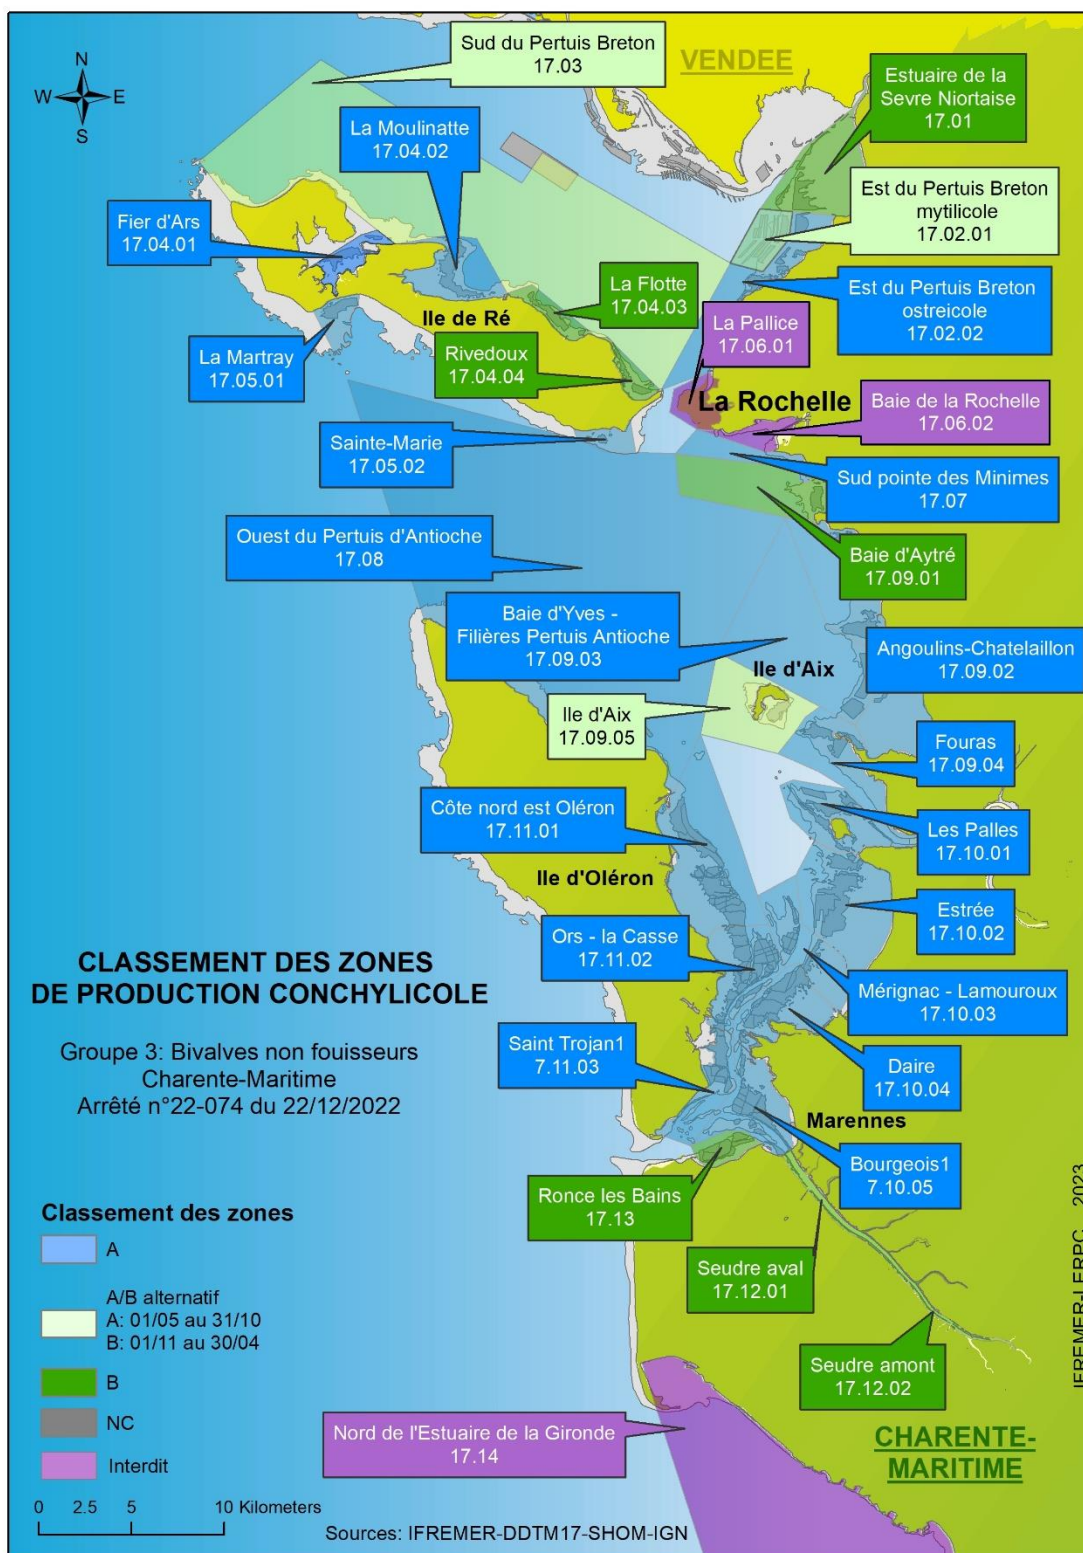 Sud du Pertuis Breton
17.03
VENDEE
Estuaire de la
Sevre Niortaise
17.01
N
W
E
S
La Moulinatte
17.04.02
Est du Pertuis Breton
mytilicole
17.02.01
Fier d'Ars
17.04.01
La Flotte
17.04.03
Est du Pertuis Breton
ostreicole
17.02.02
Ile de Ré
La Pallice
17.06.01
La Martray
17.05.01
Rivedoux
17.04.04
La Rochelle
Baie de la Rochelle
17.06.02
Sainte-Marie
17.05.02
Sud pointe des Minimes
17.07
Ouest du Pertuis d'Antioche
17.08
Baie d'Aytré
17.09.01
Baie d'Yves -
Filières Pertuis Antioche
17.09.03
Angoulins-Chatelaillon
17.09.02
Ile d'Aix
Ile d'Aix
17.09.05
Fouras
17.09.04
Côte nord est Oléron
17.11.01
Les Palles
17.10.01
Ile d'Oléron
Estrée
17.10.02
Ors - la Casse
17.11.02
Mérignac - Lamouroux
17.10.03
CLASSEMENT DES ZONES
DE PRODUCTION CONCHYLICOLE
Groupe 3: Bivalves non fouisseurs
Charente-Maritime
Arrêté n°22-074 du 22/12/2022
Saint Trojan1
7.11.03
Daire
17.10.04
Marennes
Bourgeois1
7.10.05
Ronce les Bains
17.13
Seudre aval
17.12.01
Seudre amont
17.12.02
Nord de l'Estuaire de la Gironde
17.14
CHARENTE-
MARITIME
Classement des zones
A
A/B alternatif
A: 01/05 au 31/10
B: 01/11 au 30/04
B
NC
Interdit
0 2.5 5 10 Kilometers
Sources: IFREMER-DDTM17-SHOM-IGN
IFREMER-LERPC 2023